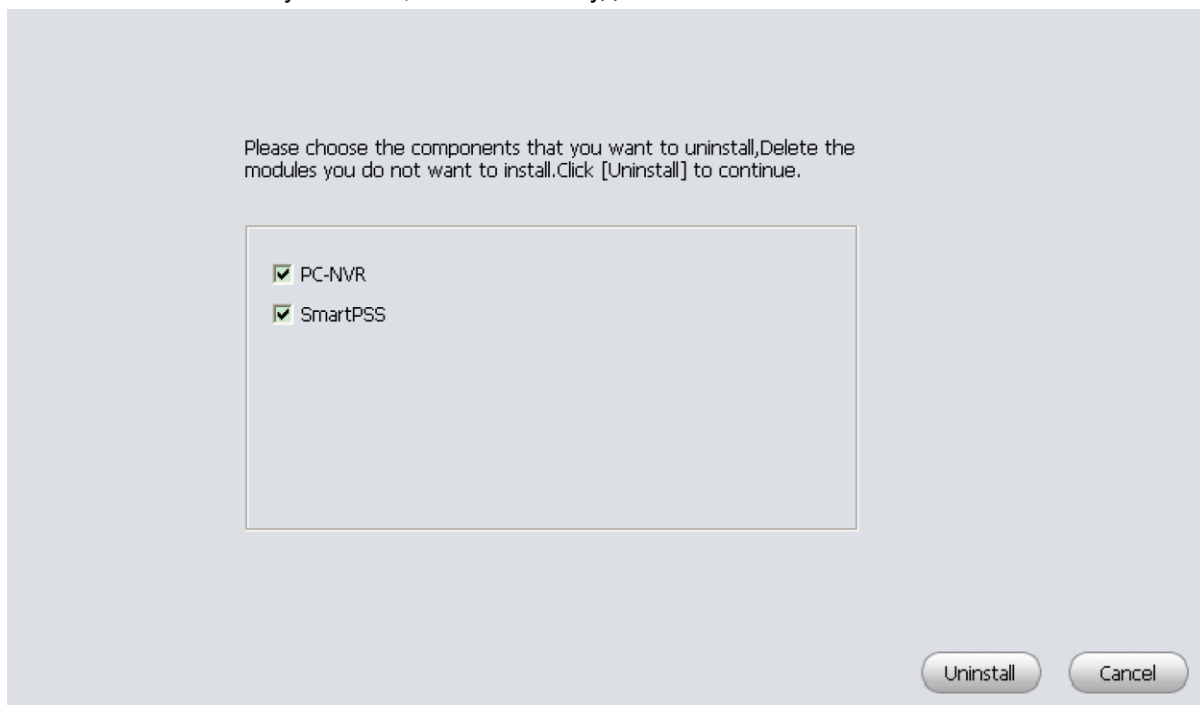 Please choose the components that you want to uninstall,Delete the
modules you do not want to install.Click [Uninstall] to continue.
PC-NVR
SmartPSS
Uninstall
Cancel